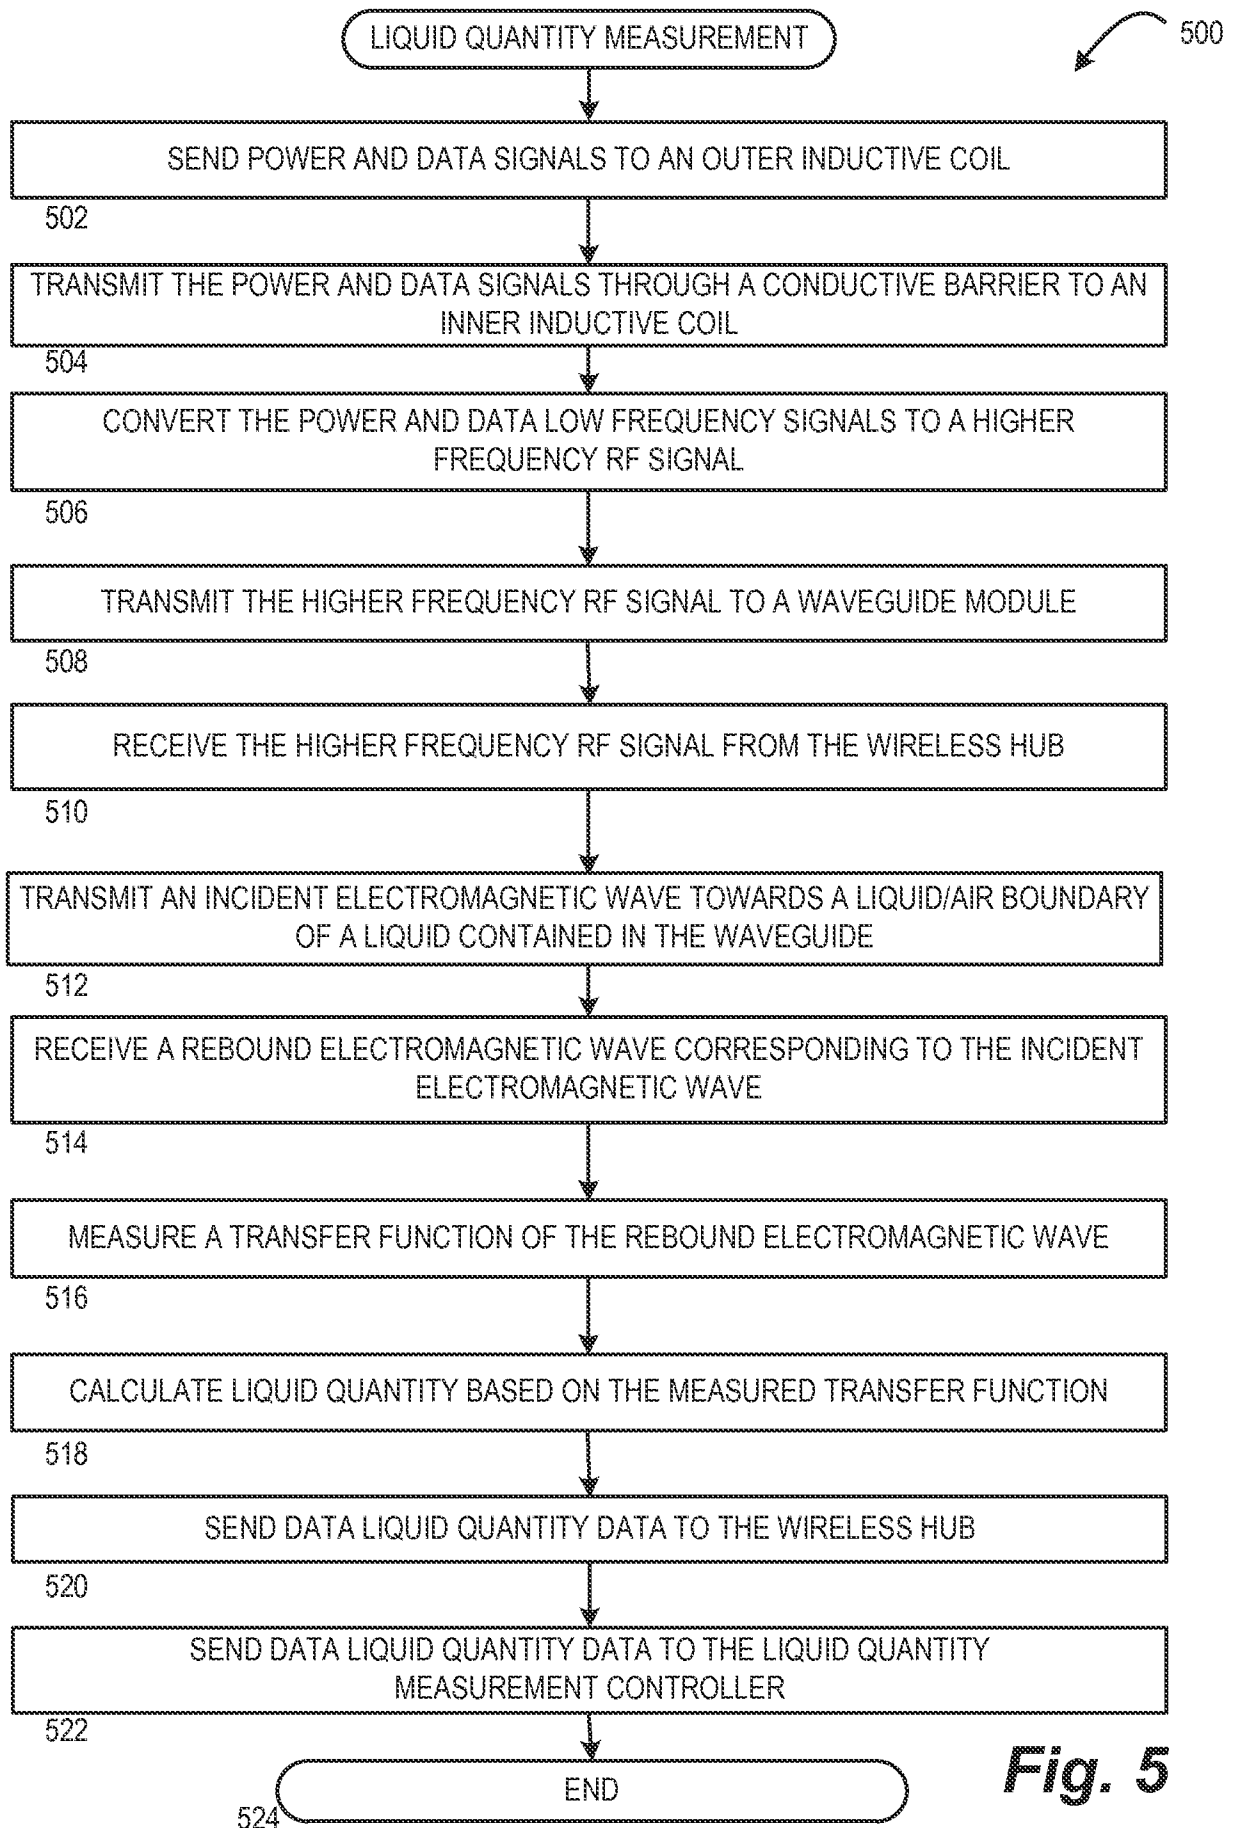 LIQUID QUANTITY MEASUREMENT
500
SEND POWER AND DATA SIGNALS TO AN OUTER INDUCTIVE COIL
502
TRANSMIT THE POWER AND DATA SIGNALS THROUGH A CONDUCTIVE BARRIER TO AN
INNER INDUCTIVE COIL
504
CONVERT THE POWER AND DATA LOW FREQUENCY SIGNALS TO A HIGHER
FREQUENCY RF SIGNAL
506
TRANSMIT THE HIGHER FREQUENCY RF SIGNAL TO A WAVEGUIDE MODULE
508
RECEIVE THE HIGHER FREQUENCY RF SIGNAL FROM THE WIRELESS HUB
510
TRANSMIT AN INCIDENT ELECTROMAGNETIC WAVE TOWARDS A LIQUID/AIR BOUNDARY
OF A LIQUID CONTAINED IN THE WAVEGUIDE
512
RECEIVE A REBOUND ELECTROMAGNETIC WAVE CORRESPONDING TO THE INCIDENT
ELECTROMAGNETIC WAVE
514
MEASURE A TRANSFER FUNCTION OF THE REBOUND ELECTROMAGNETIC WAVE
516
CALCULATE LIQUID QUANTITY BASED ON THE MEASURED TRANSFER FUNCTION
518
SEND DATA LIQUID QUANTITY DATA TO THE WIRELESS HUB
520
SEND DATA LIQUID QUANTITY DATA TO THE LIQUID QUANTITY
MEASUREMENT CONTROLLER
522
END
524
Fig. 5